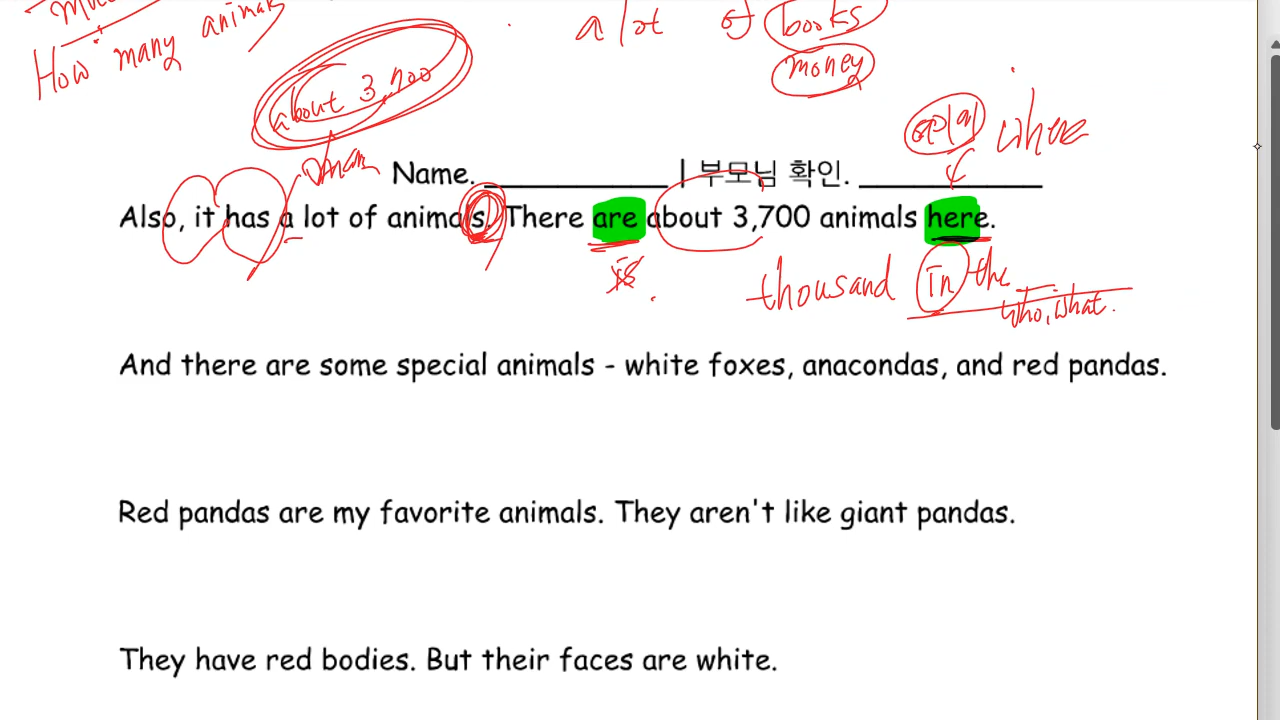 How many animals
a lot of books
money
about 3,700
where
Name. | 부모님 확인.
Also, it has a lot of animals. There are about 3,700 animals here.
is
thousand in the
who, what.
And there are some special animals - white foxes, anacondas, and red pandas.
Red pandas are my favorite animals. They aren't like giant pandas.
They have red bodies. But their faces are white.